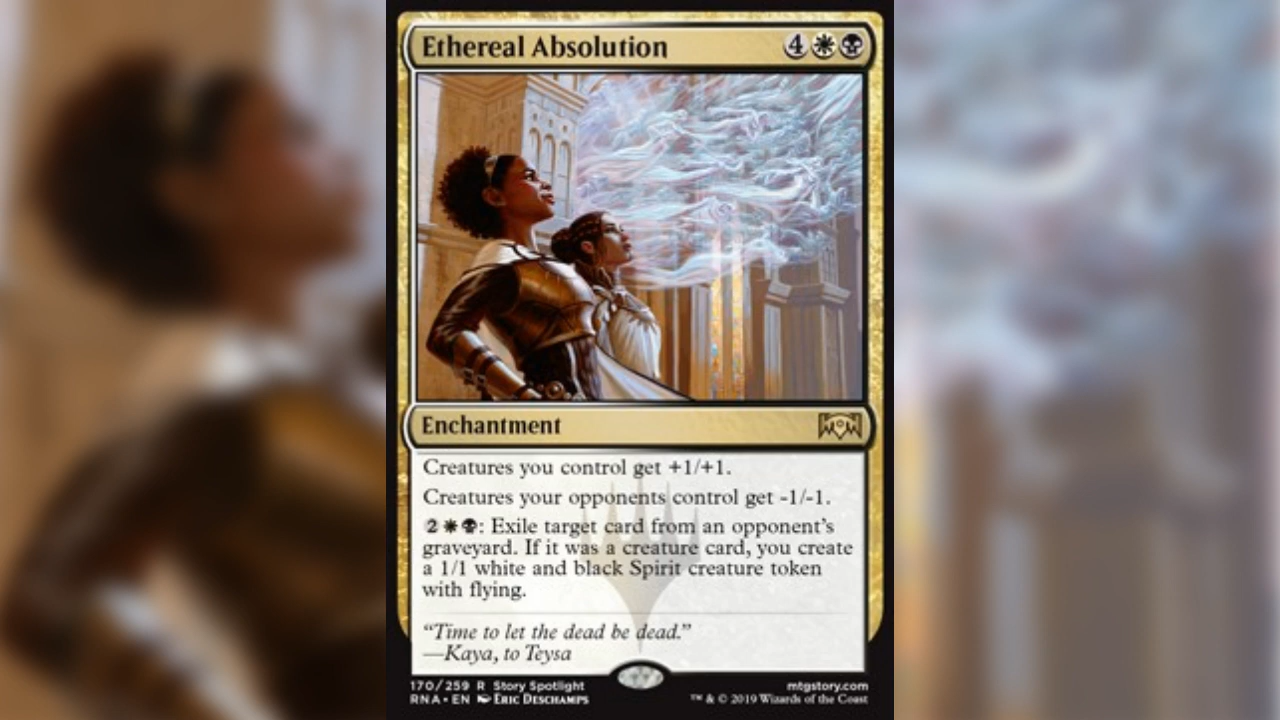 Ethereal Absolution 4
Enchantment
Creatures you control get +1/+1.
Creatures your opponents control get -1/-1.
2 : Exile target card from an opponent's
graveyard. If it was a creature card, you create
a 1/1 white and black Spirit creature token
with flying.
“Time to let the dead be dead.”
—Kaya, to Teysa
170/259 R Story Spotlight
mtgstory.com
RNA • EN Eric Deschamps
™ & © 2019 Wizards of the Coast